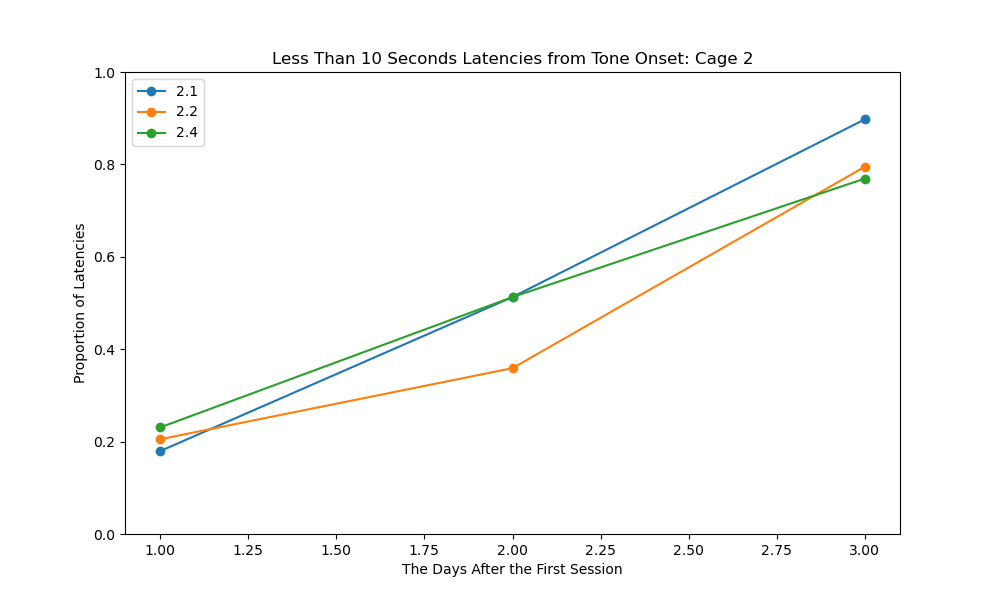 Less Than 10 Seconds Latencies from Tone Onset: Cage 2
2.1
2.2
2.4
1.0
0.8
0.6
0.4
0.2
0.0
Proportion of Latencies
1.00 1.25 1.50 1.75 2.00 2.25 2.50 2.75 3.00
The Days After the First Session